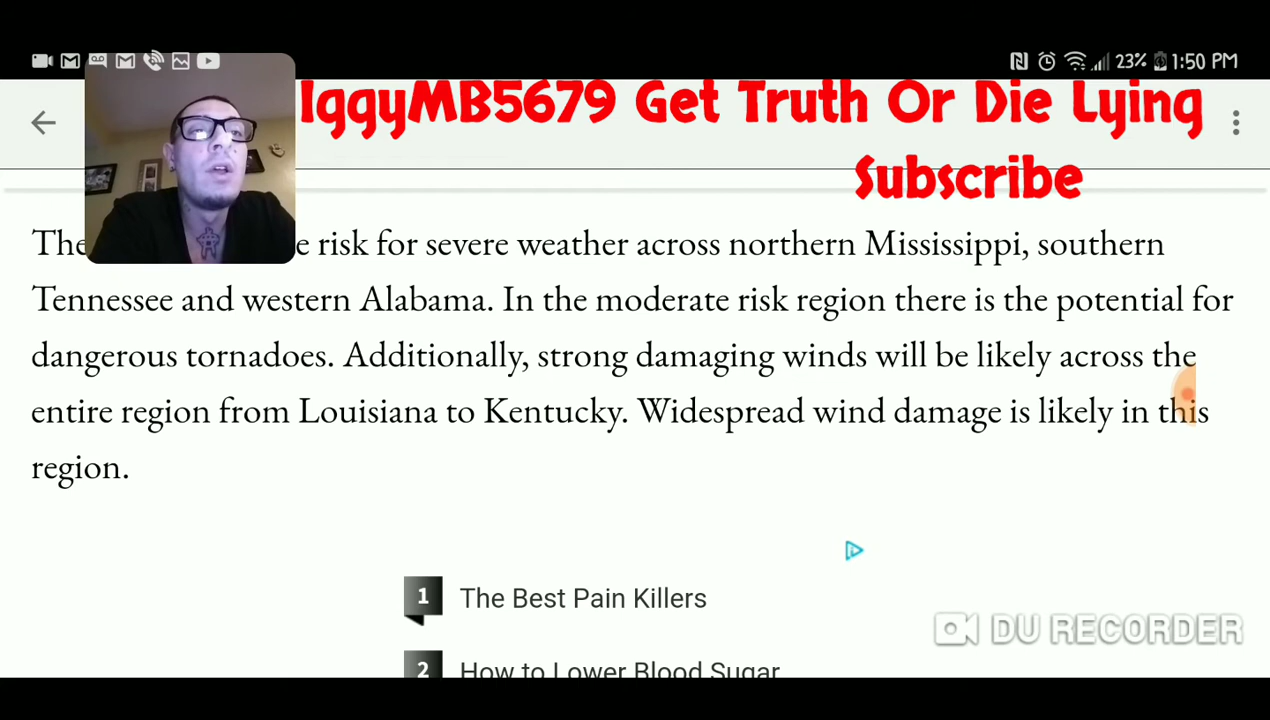 23% 1:50 PM
IggyMB5679 Get Truth Or Die Lying
Subscribe
The e risk for severe weather across northern Mississippi, southern
Tennessee and western Alabama. In the moderate risk region there is the potential for
dangerous tornadoes. Additionally, strong damaging winds will be likely across the
entire region from Louisiana to Kentucky. Widespread wind damage is likely in this
region.
1 The Best Pain Killers
2 How to Lower Blood Sugar
DU RECORDER